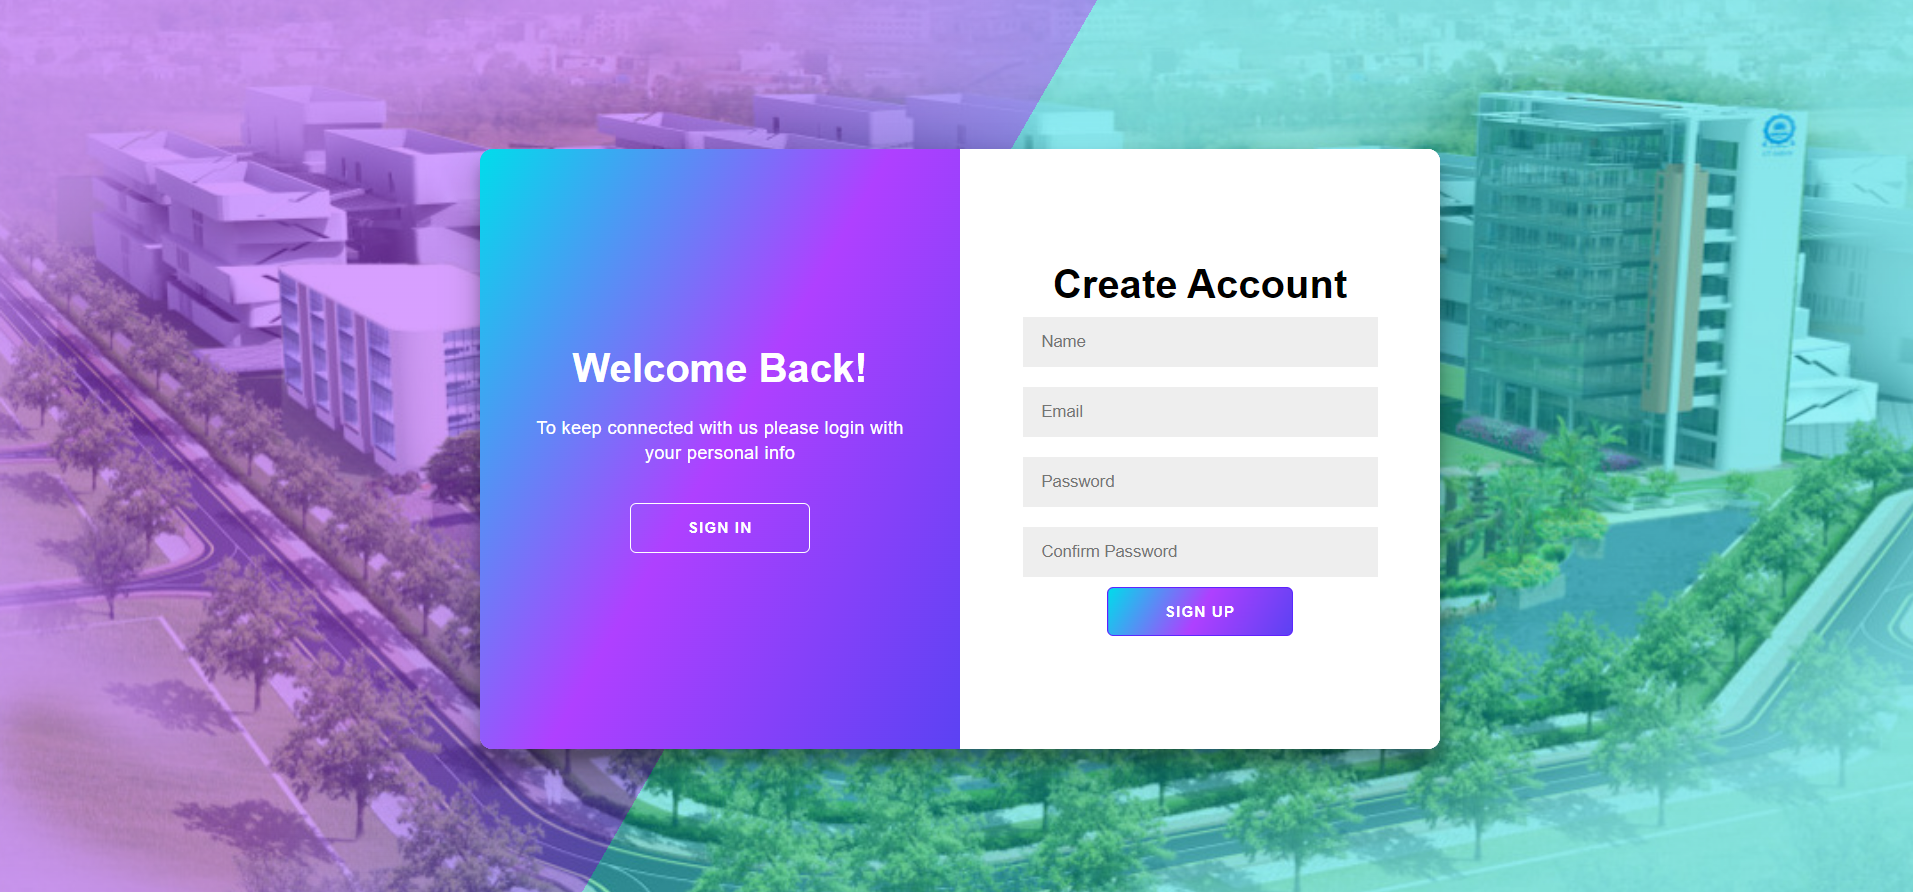 Welcome Back!
To keep connected with us please login with
your personal info
SIGN IN
Create Account
Name
Email
Password
Confirm Password
SIGN UP